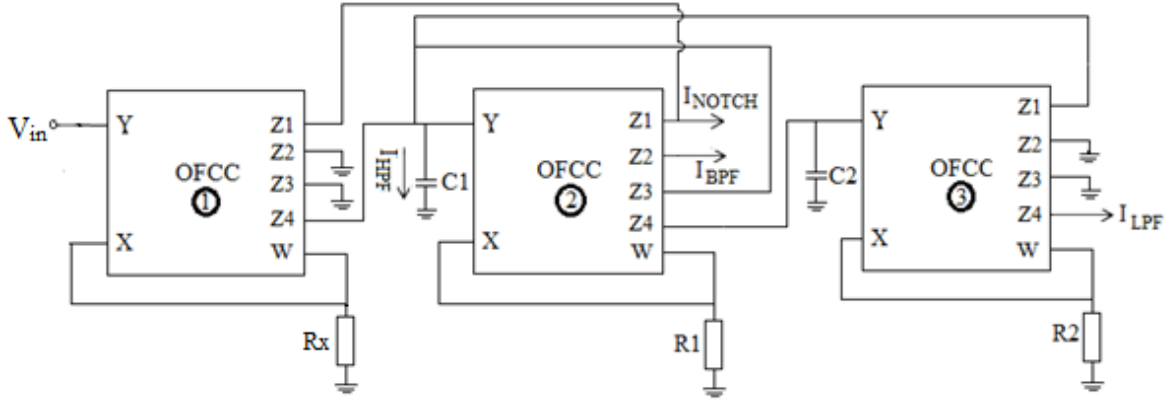 Vin
Y
OFCC
1
X
Z1
Z2
Z3
Z4
W
Rx
IHPF
C1
Y
OFCC
2
X
Z1
Z2
Z3
Z4
W
INOTCH
IBPF
R1
C2
Y
OFCC
3
X
Z1
Z2
Z3
Z4
W
ILPF
R2